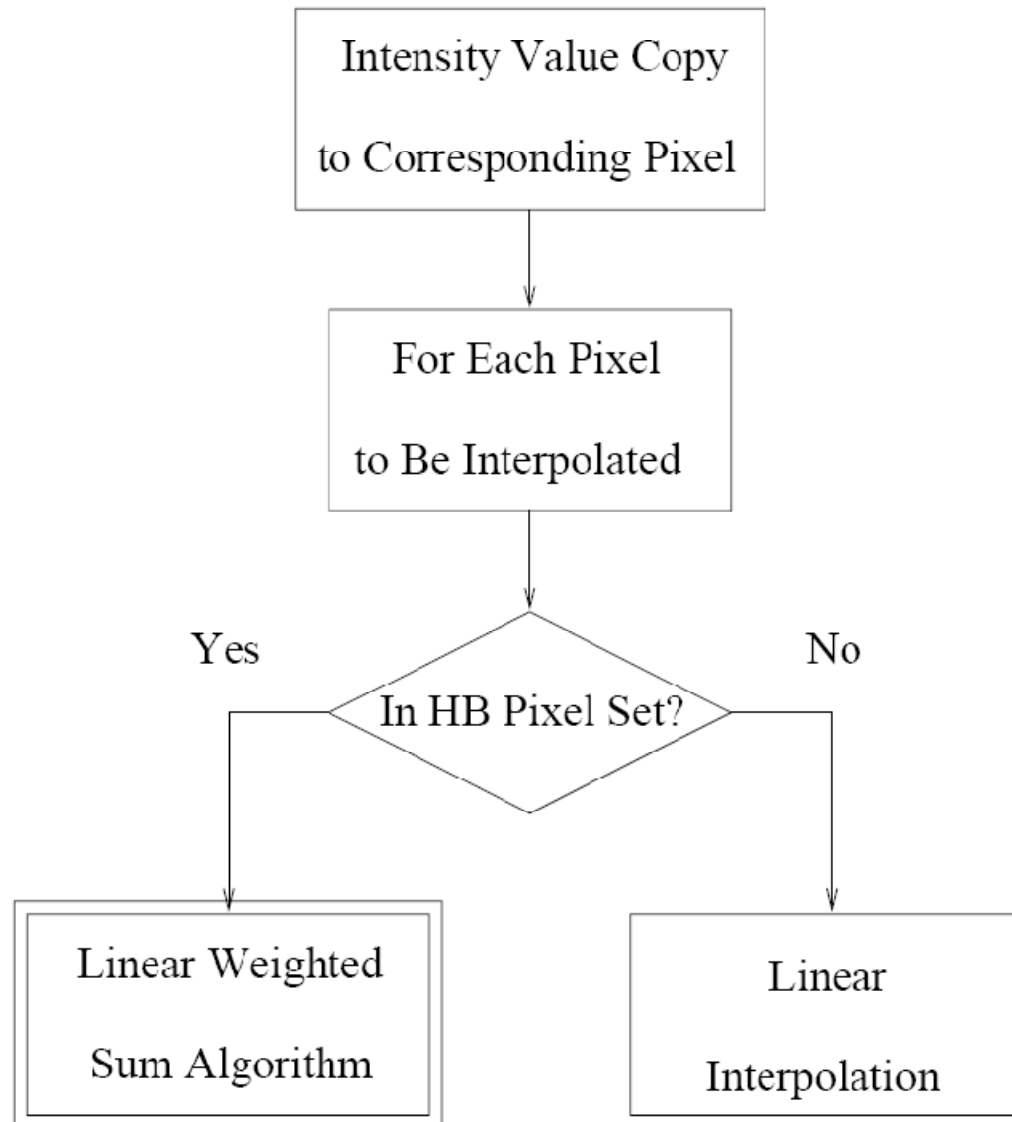 Intensity Value Copy
to Corresponding Pixel
For Each Pixel
to Be Interpolated
Yes
No
In HB Pixel Set?
Linear Weighted
Sum Algorithm
Linear
Interpolation